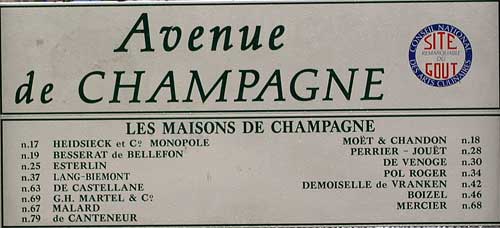 Avenue
de CHAMPAGNE
CONSEIL NATIONAL
SITE
REMARQUABLE
DU
GOUT
DES ARTS CULINAIRES
LES MAISONS DE CHAMPAGNE
n.17 HEIDSIECK et Cº MONOPOLE
n.19 BESSERAT de BELLEFON
n.25 ESTERLIN
n.37 LANG-BIEMONT
n.63 DE CASTELLANE
n.69 G.H. MARTEL & Cº
n.67 MALARD
n.79 de CANTENEUR
MOËT & CHANDON n.18
PERRIER - JOUËT n.28
DE VENOGE n.30
POL ROGER n.34
DEMOISELLE de VRANKEN n.42
BOIZEL n.46
MERCIER n.68